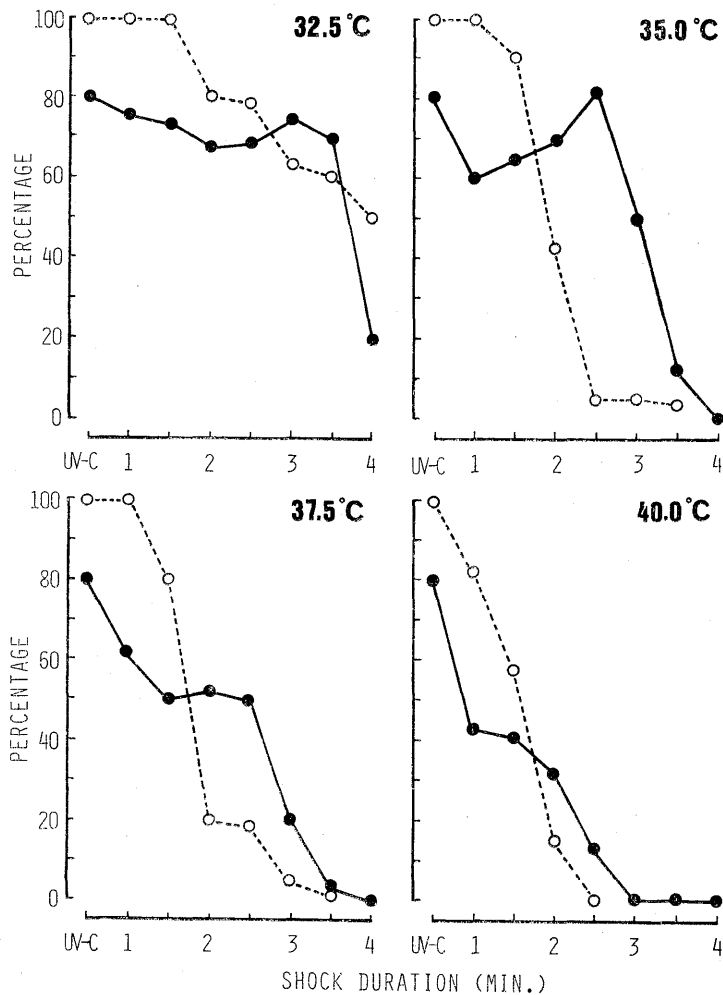 32.5°C
35.0°C
100
80
60
40
20
0
PERCENTAGE
UV-C 1 2 3 4
UV-C 1 2 3 4
37.5°C
40.0°C
100
80
60
40
20
0
PERCENTAGE
UV-C 1 2 3 4
UV-C 1 2 3 4
SHOCK DURATION (MIN.)